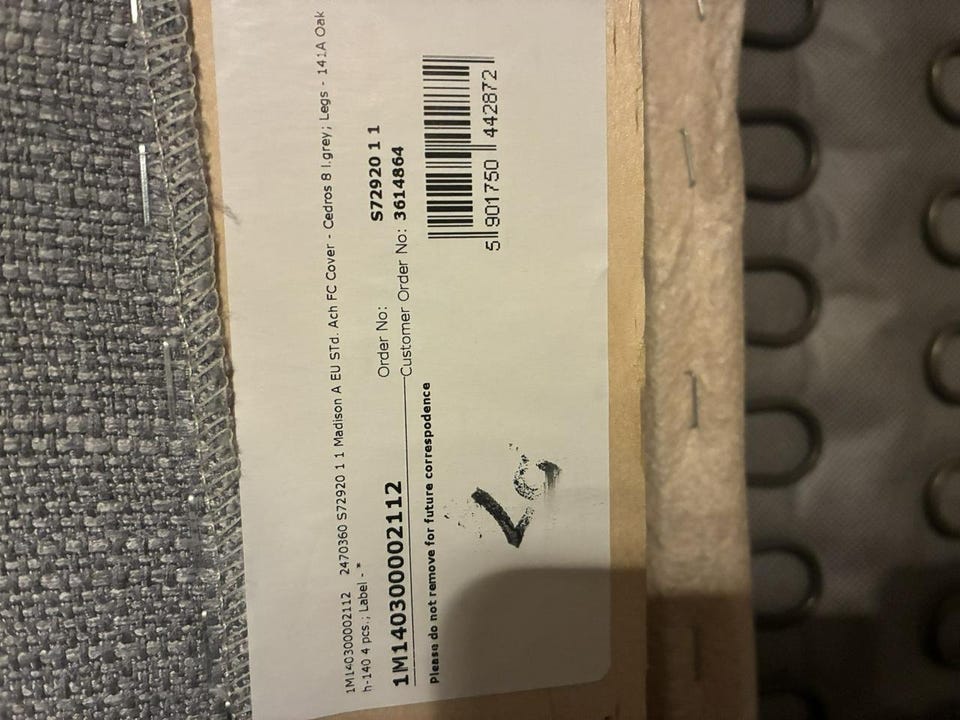 1M140300002112 2470360 S72920 1 1 Madison A EU STd. Ach FC Cover - Cedros 8 l.grey; Legs - 141A Oak
h-140 4 pcs.; Label - *
1M140300002112
Order No: S72920 1 1
Customer Order No: 3614864
Please do not remove for future correspodence
5 901750 442872